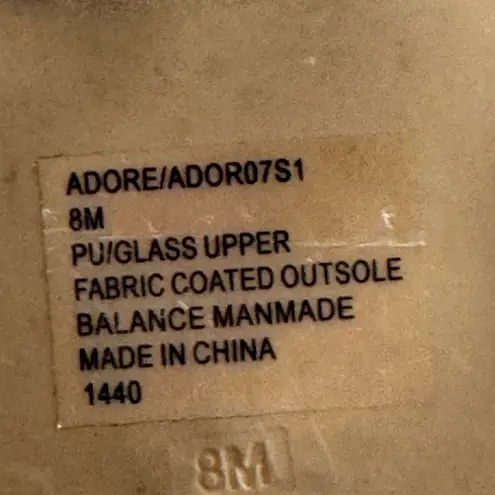 ADORE/ADOR07S1
8M
PU/GLASS UPPER
FABRIC COATED OUTSOLE
BALANCE MANMADE
MADE IN CHINA
1440
8M